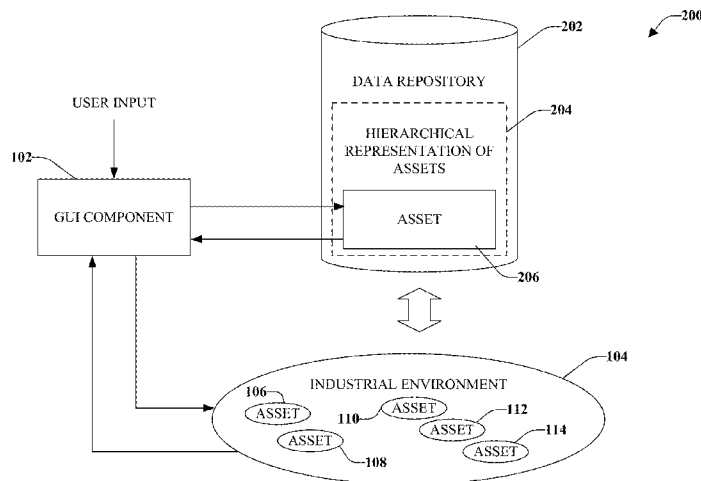 200
202
DATA REPOSITORY
USER INPUT
204
HIERARCHICAL
REPRESENTATION OF
ASSETS
102
GUI COMPONENT
ASSET
206
104
INDUSTRIAL ENVIRONMENT
106
ASSET
110
ASSET
112
ASSET
ASSET
108
114
ASSET